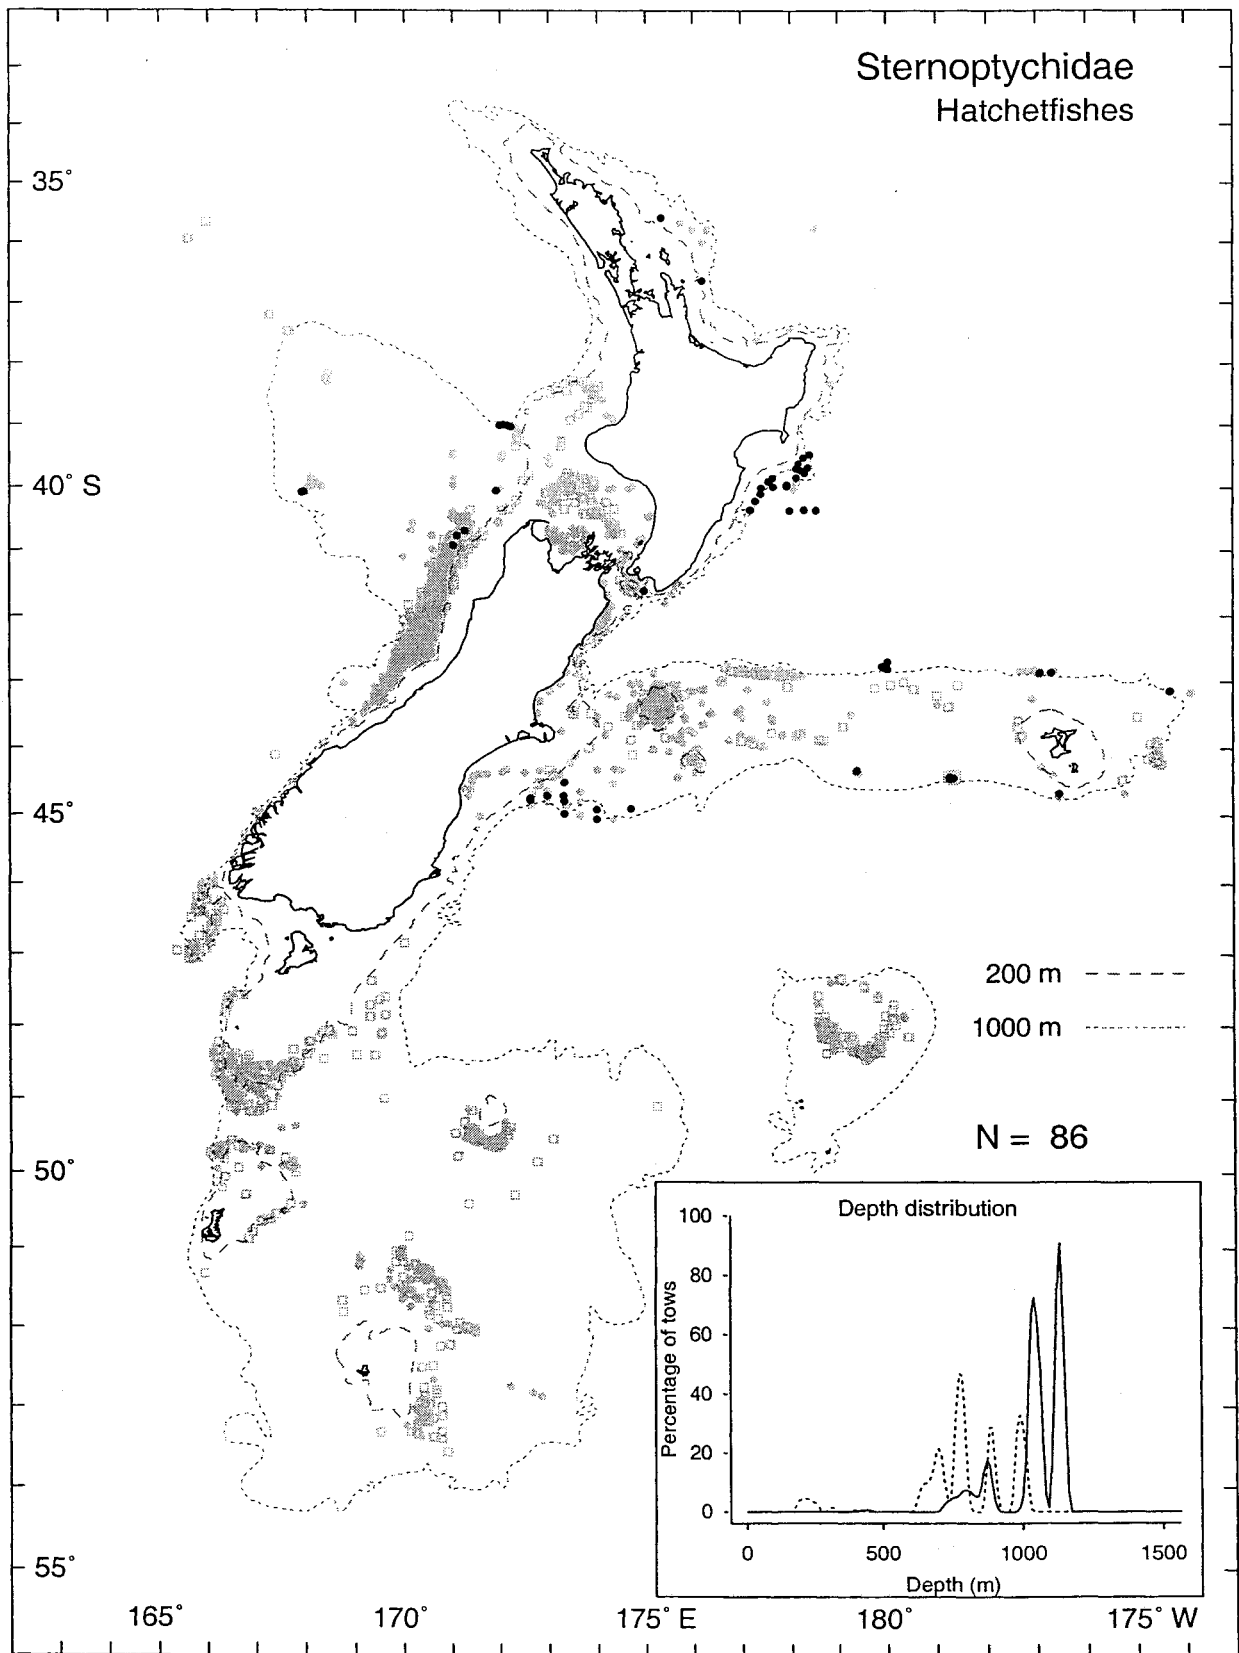 Sternoptychidae
Hatchetfishes
35°
40° S
45°
200 m
1000 m
N = 86
50°
Depth distribution
100
80
60
40
20
0
Percentage of tows
0 500 1000 1500
Depth (m)
55°
165° 170° 175° E 180° 175° W